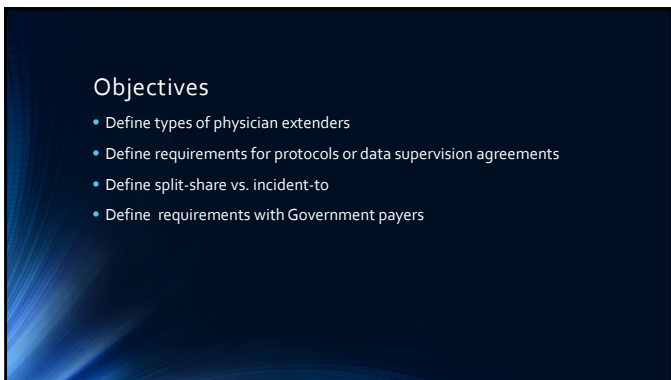 Objectives
• Define types of physician extenders
• Define requirements for protocols or data supervision agreements
• Define split-share vs. incident-to
• Define  requirements with Government payers